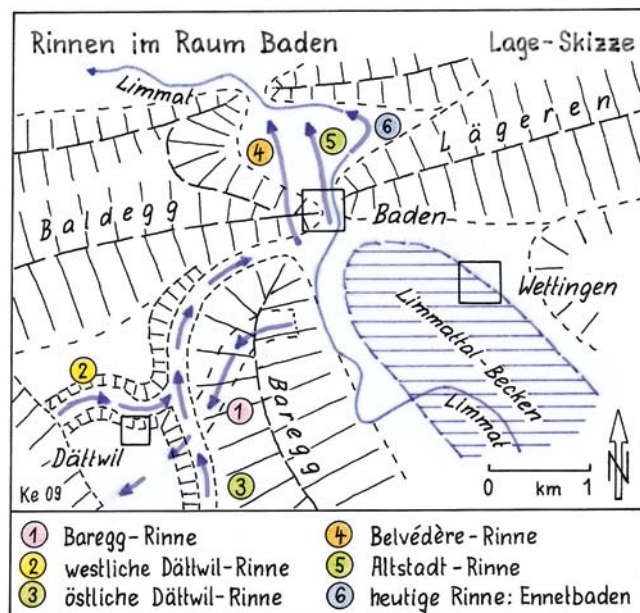 Rinnen im Raum Baden
Lage-Skizze
Limmat
6
4
5
Lägeren
Baldegg
Baden
Wettingen
Limmattal-Becken
2
1
Baregg
Limmat
Dättwil
3
Ke 09
0 km 1
N
1 Baregg-Rinne
2 westliche Dättwil-Rinne
3 östliche Dättwil-Rinne
4 Belvédère-Rinne
5 Altstadt-Rinne
6 heutige Rinne: Ennetbaden